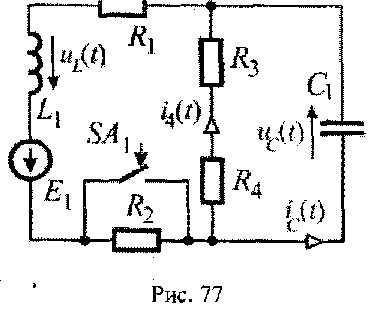 R1
uL(t)
R3
C1
L1
i4(t)
uC(t)
SA1
E1
R4
R2
iC(t)
Рис. 77